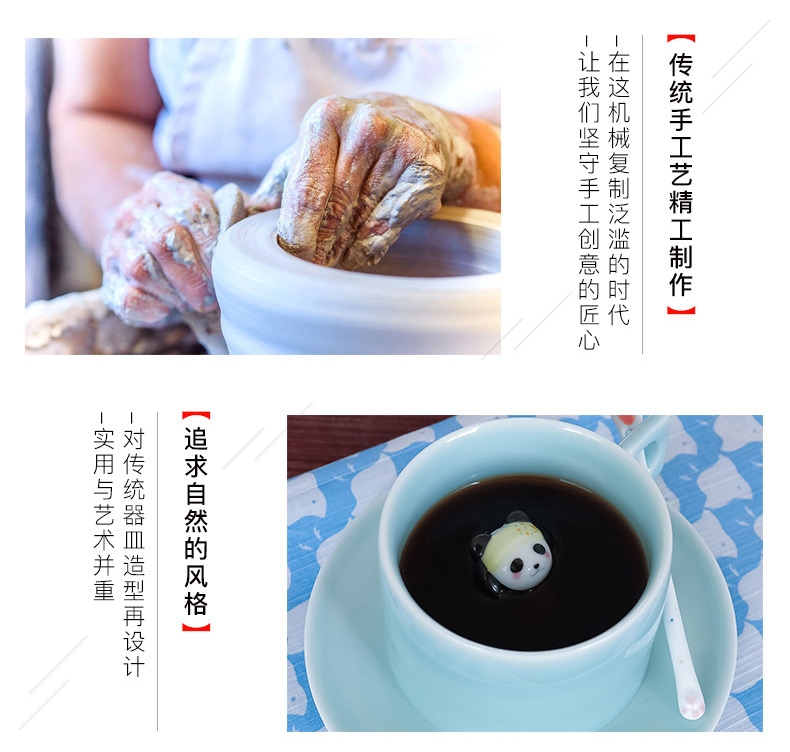 【传统手工艺精工制作】
–在这机械复制泛滥的时代
–让我们坚守手工创意的匠心
【追求自然的风格】
–对传统器皿造型再设计
–实用与艺术并重